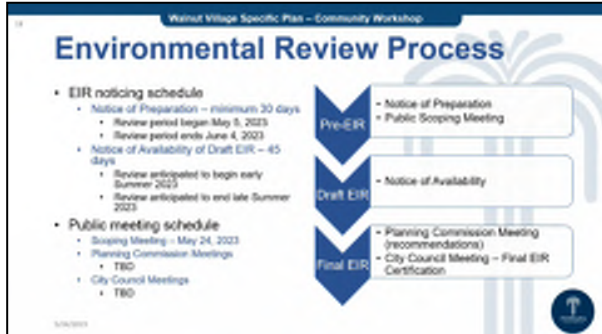 Walnut Village Specific Plan – Community Workshop
Environmental Review Process
• EIR noticing schedule
• Notice of Preparation – minimum 30 days
• Review period began May 5, 2023
• Review period ends June 4, 2023
• Notice of Availability of Draft EIR – 45
days
• Review anticipated to begin early
Summer 2023
• Review anticipated to end late Summer
2023
• Public meeting schedule
• Scoping Meeting – May 24, 2023
• Planning Commission Meetings
• TBD
• City Council Meetings
• TBD
Pre-EIR
• Notice of Preparation
• Public Scoping Meeting
Draft EIR
• Notice of Availability
Final EIR
• Planning Commission Meeting
(recommendations)
• City Council Meeting – Final EIR
Certification
5/24/2023